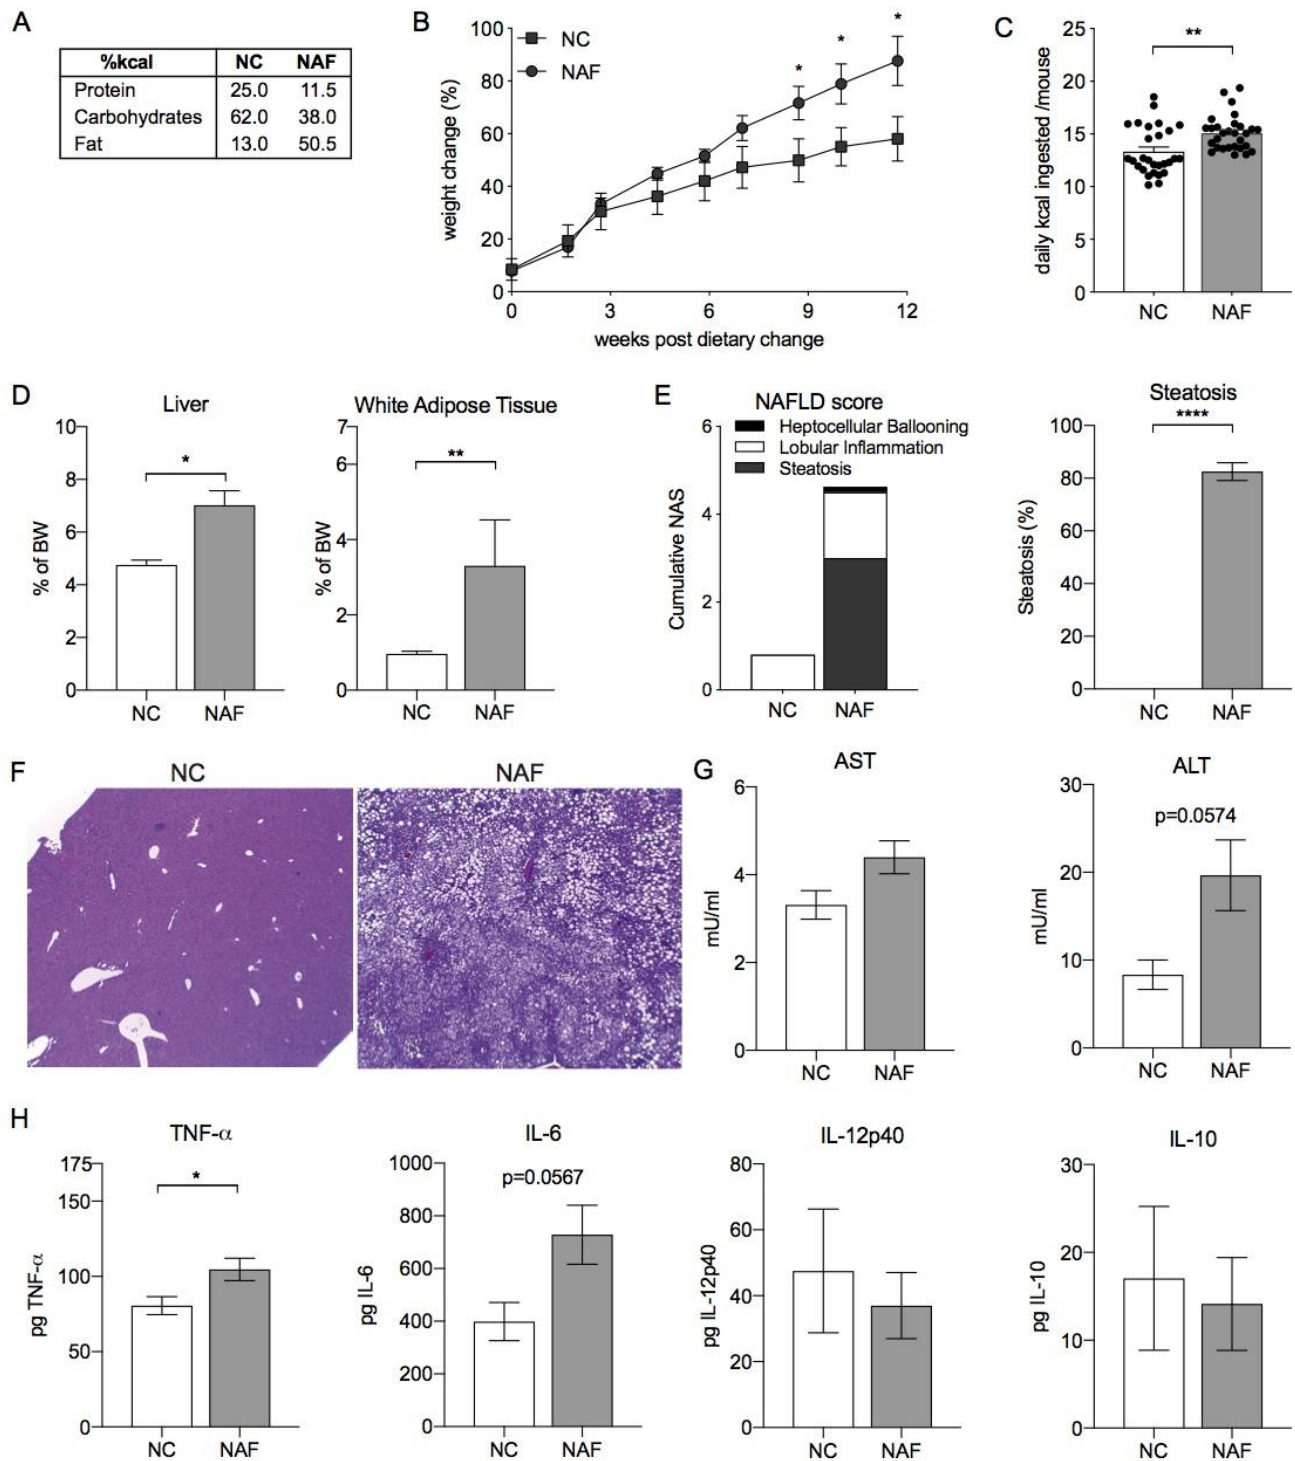 A
%kcal NC NAF
Protein 25.0 11.5
Carbohydrates 62.0 38.0
Fat 13.0 50.5
B
NC
NAF
* * *
weight change (%)
100
80
60
40
20
0
0 3 6 9 12
weeks post dietary change
C
**
daily kcal ingested /mouse
25
20
15
10
5
0
NC NAF
D
Liver
*
% of BW
10
8
6
4
2
0
NC NAF
White Adipose Tissue
**
% of BW
7
6
4
2
0
NC NAF
E
NAFLD score
Heptocellular Ballooning
Lobular Inflammation
Steatosis
Cumulative NAS
6
4
2
0
NC NAF
Steatosis
****
Steatosis (%)
100
80
60
40
20
0
NC NAF
F
NC NAF
G
AST
mU/ml
6
4
2
0
NC NAF
ALT
p=0.0574
mU/ml
30
20
10
0
NC NAF
H
TNF-α
*
pg TNF-α
175
150
100
50
0
NC NAF
IL-6
p=0.0567
pg IL-6
1000
800
600
400
200
0
NC NAF
IL-12p40
pg IL-12p40
80
60
40
20
0
NC NAF
IL-10
pg IL-10
30
20
10
0
NC NAF